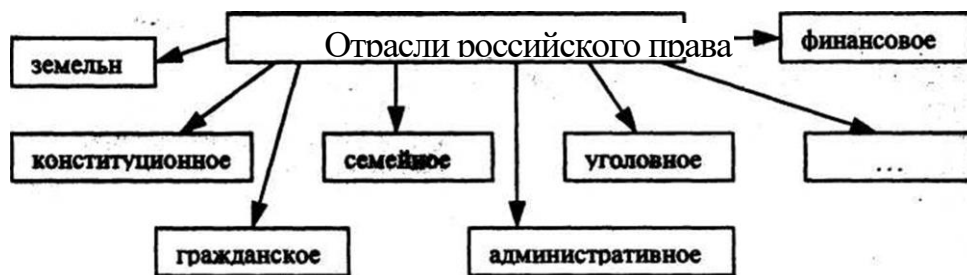 Отрасли российского права
финансовое
земельн
конституционное
семейное
уголовное
...
гражданское
административное